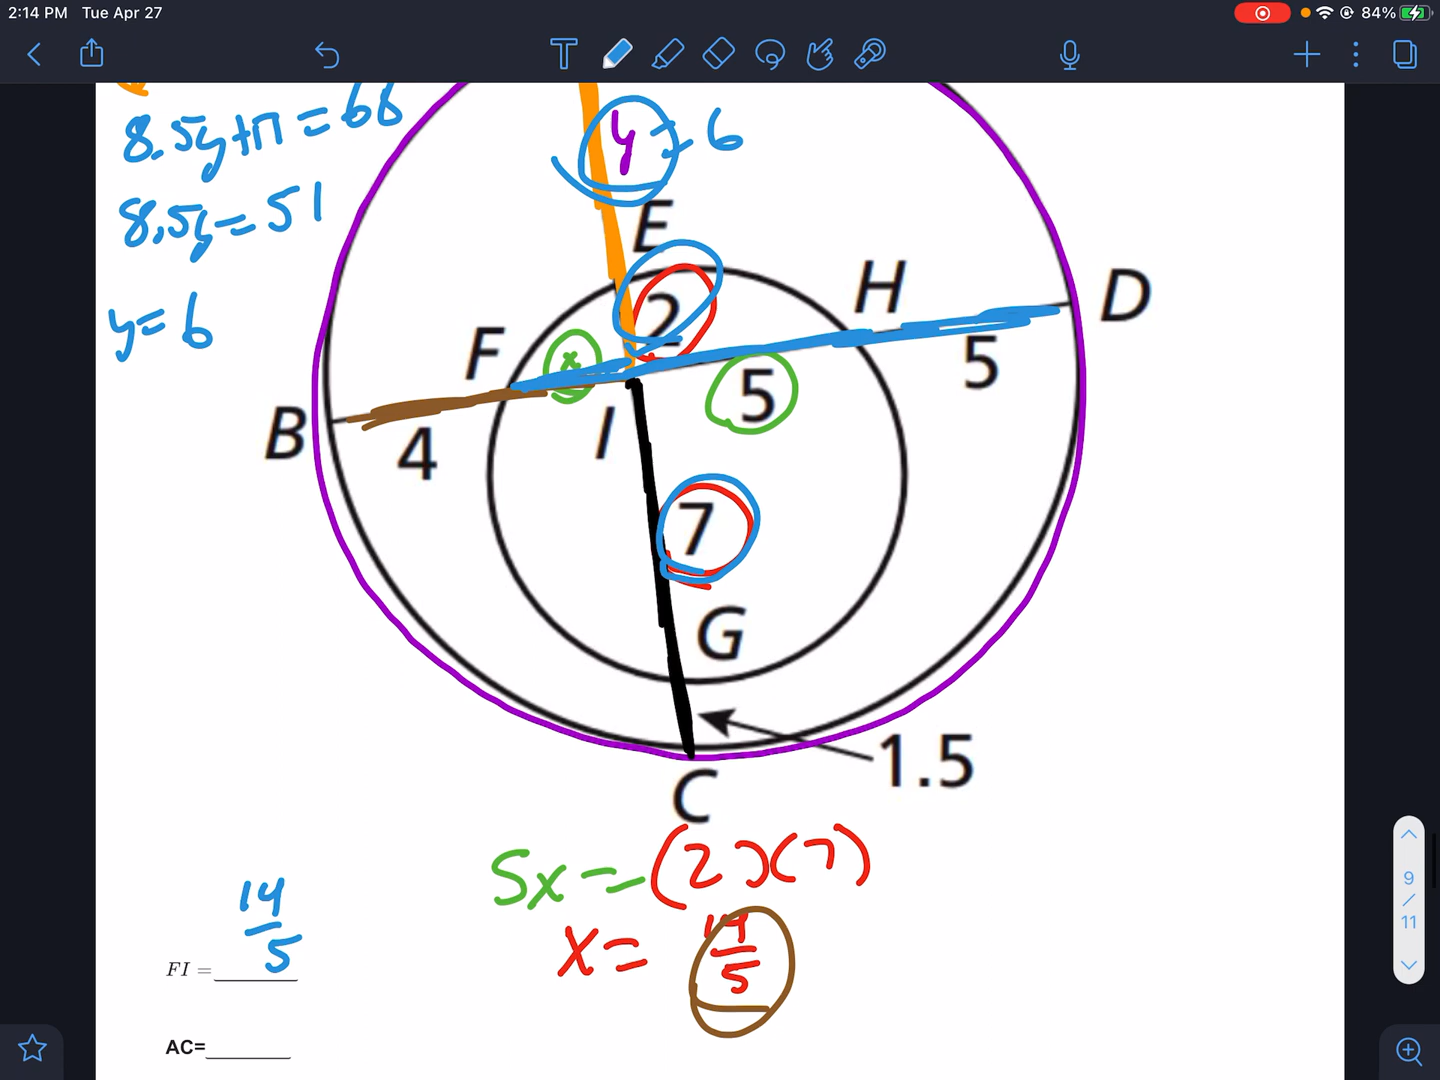 2:14 PM Tue Apr 27
84%
T
8.5y+17=68
y = 6
8.5y=51
E
2
H
D
y=6
F
x
5
5
B
4
I
7
G
1.5
C
5x=(2)(7)
14/5
x= 14/5
FI =
AC=
9
/
11